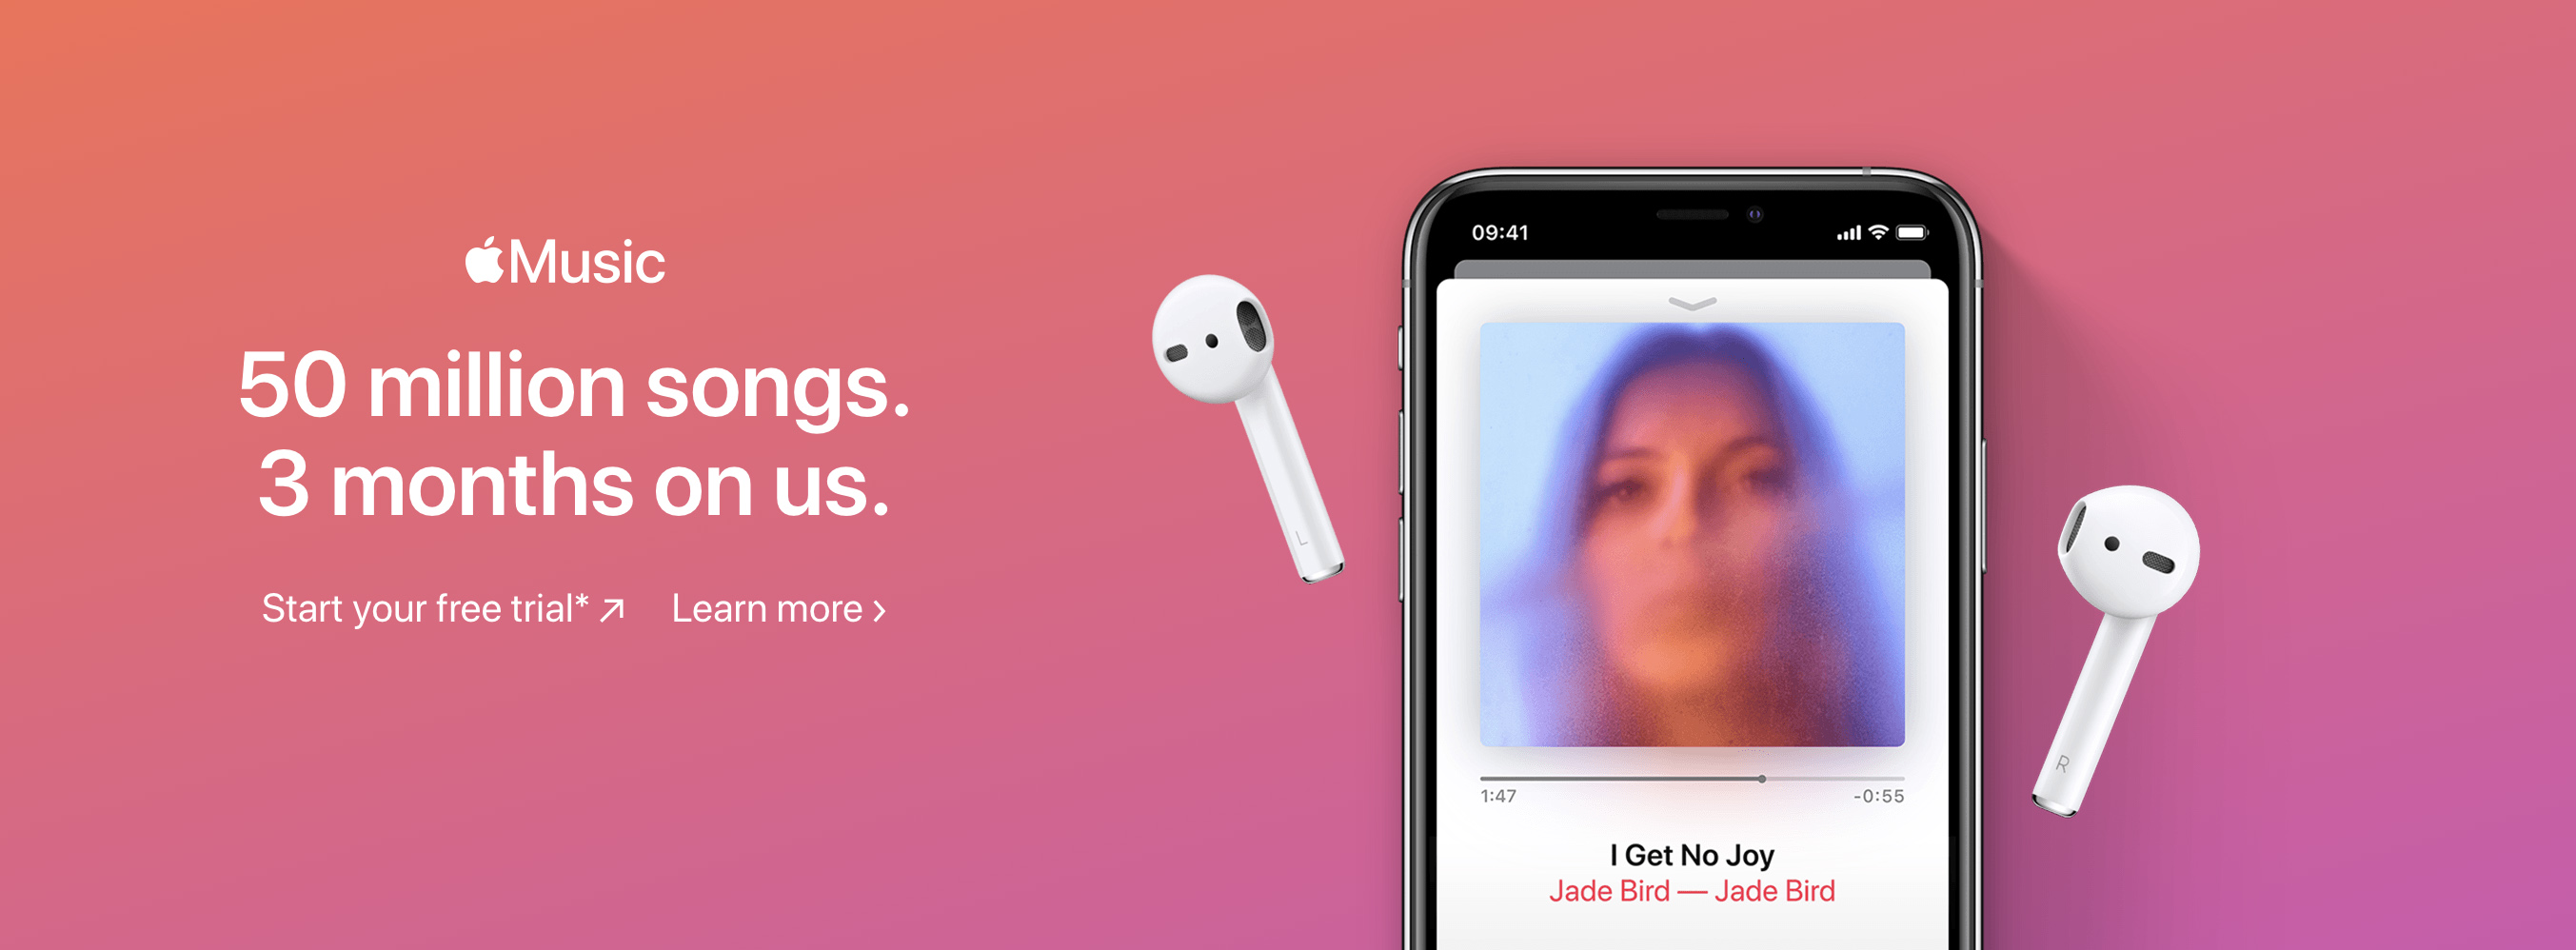 Music
50 million songs.
3 months on us.
Start your free trial* Learn more
09:41
1:47 -0:55
I Get No Joy
Jade Bird — Jade Bird
L
R